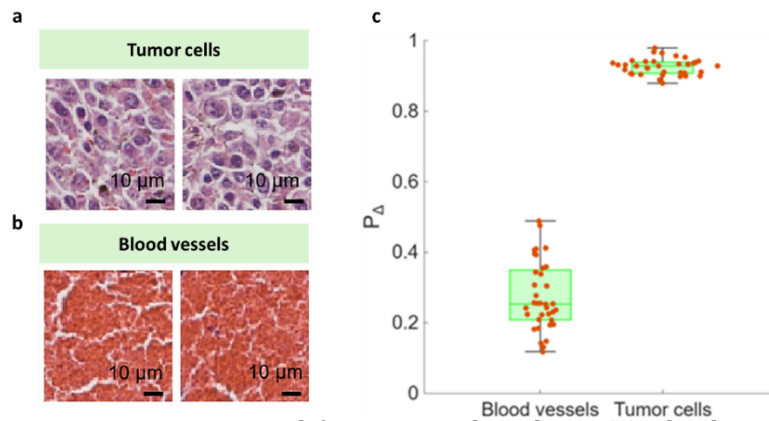 a
Tumor cells
10 μm
10 μm
b
Blood vessels
10 μm
10 μm
c
1
0.8
0.6
0.4
0.2
0
PΔ
Blood vessels
Tumor cells